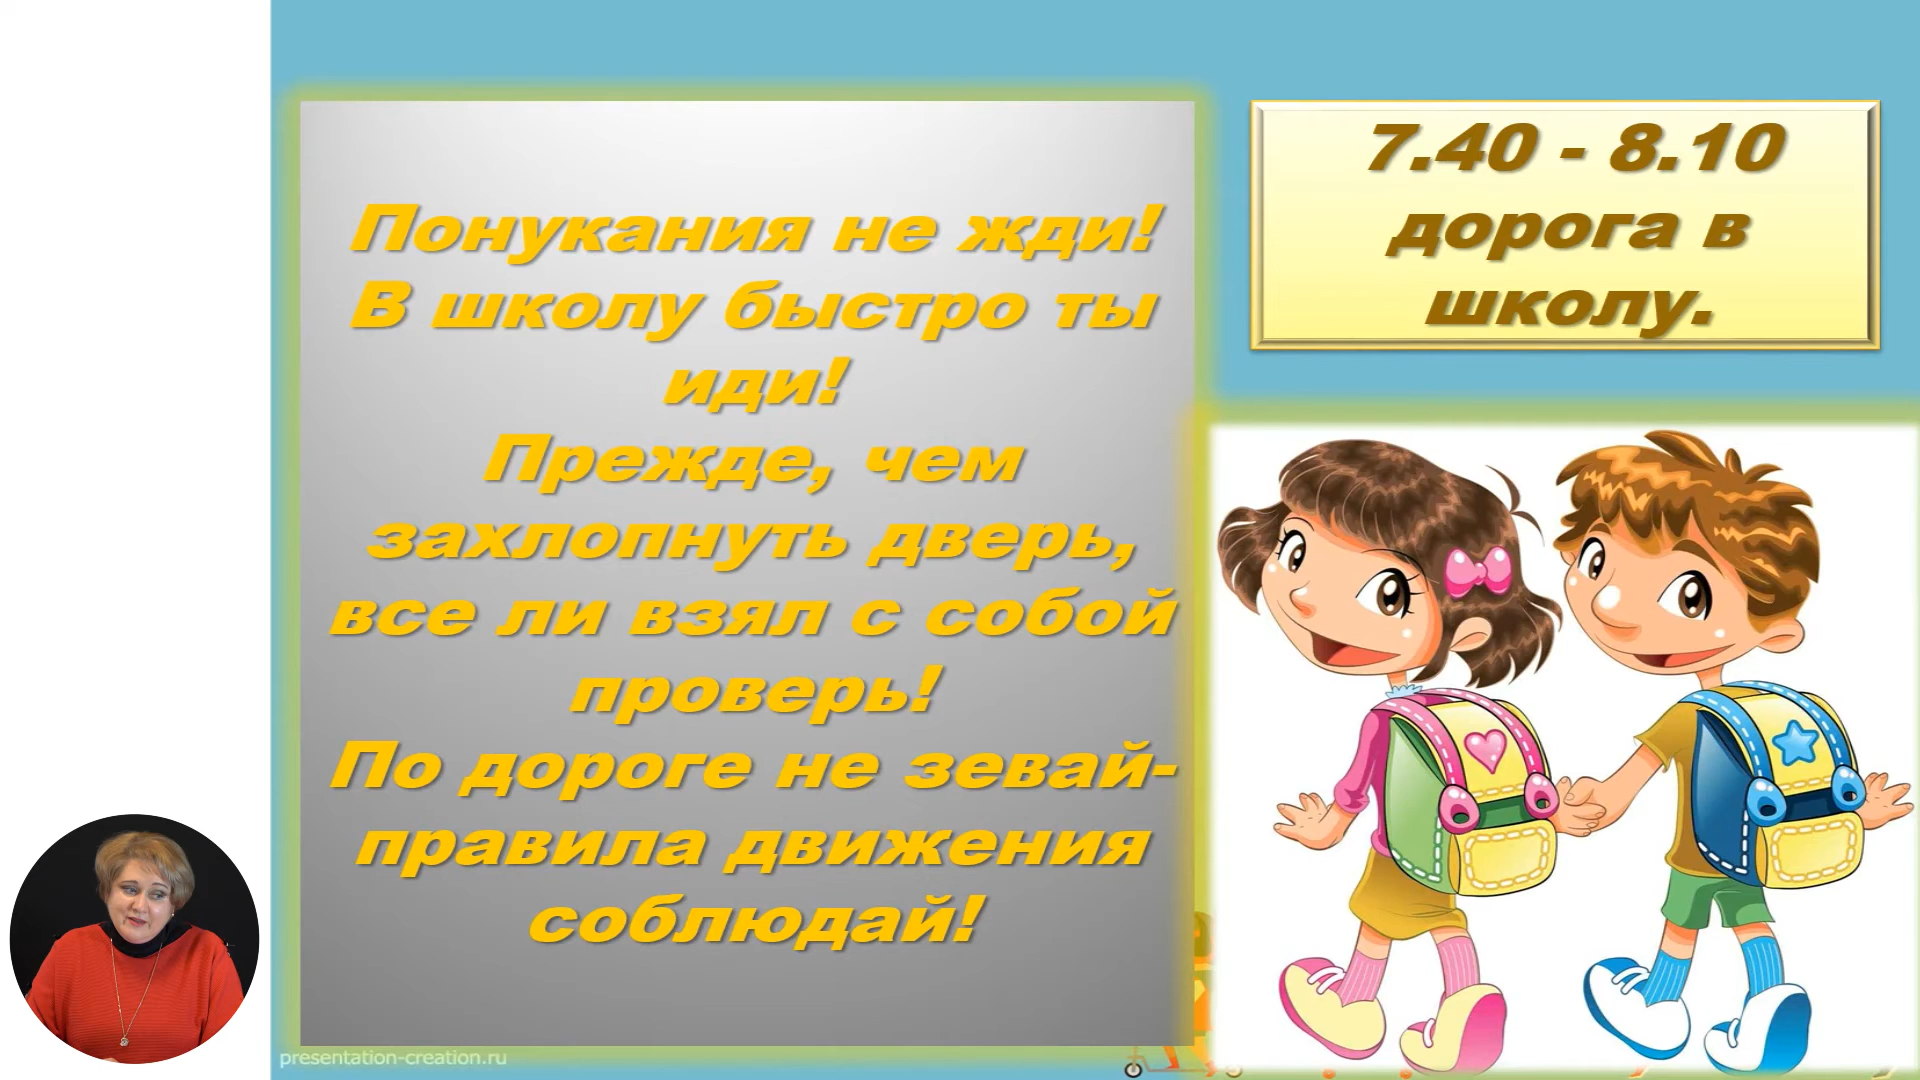 Понукания не жди!
В школу быстро ты
иди!
Прежде, чем
захлопнуть дверь,
все ли взял с собой
проверь!
По дороге не зевай-
правила движения
соблюдай!
7.40 - 8.10
дорога в
школу.
presentation-creation.ru